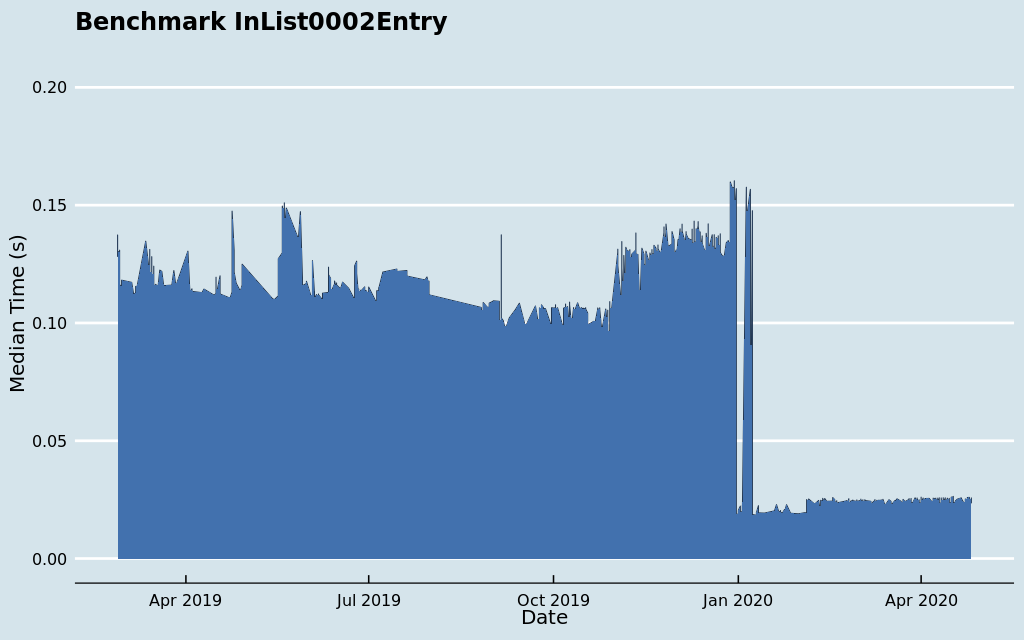 Benchmark InList0002Entry
Median Time (s)
0.20
0.15
0.10
0.05
0.00
Apr 2019
Jul 2019
Oct 2019
Jan 2020
Apr 2020
Date